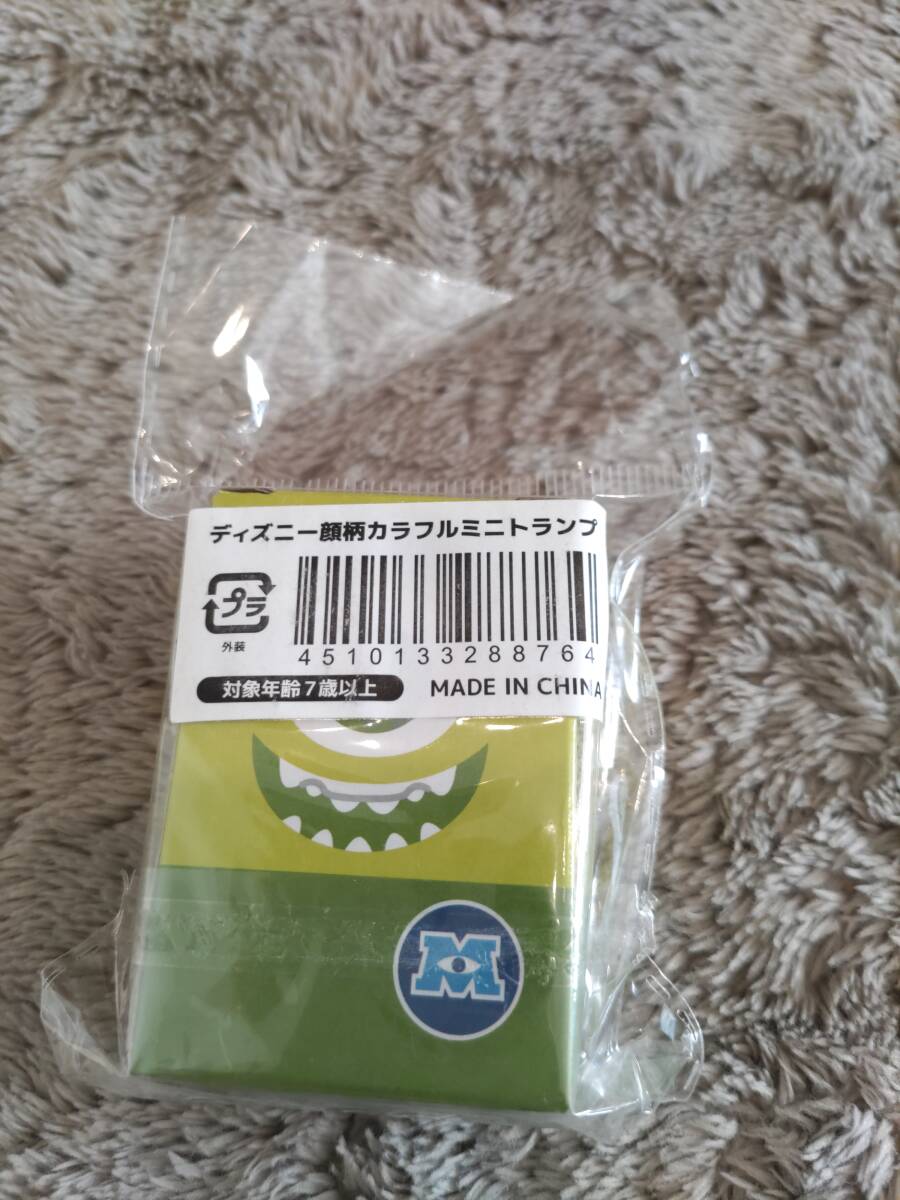 ディズニー顔柄カラフルミニトランプ
プラ
外装
4510133288764
対象年齢7歳以上
MADE IN CHINA
M